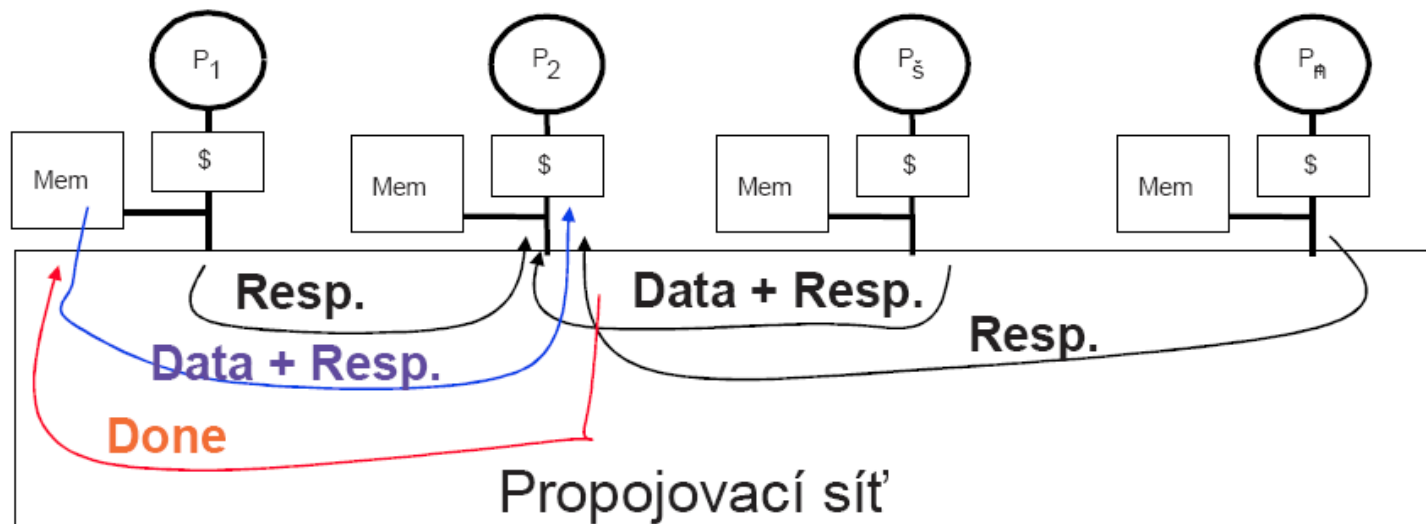 P1
P2
Pš
$
$
$
$
Mem
Mem
Mem
Mem
Resp.
Data + Resp.
Resp.
Data + Resp.
Done
Propojovací síť